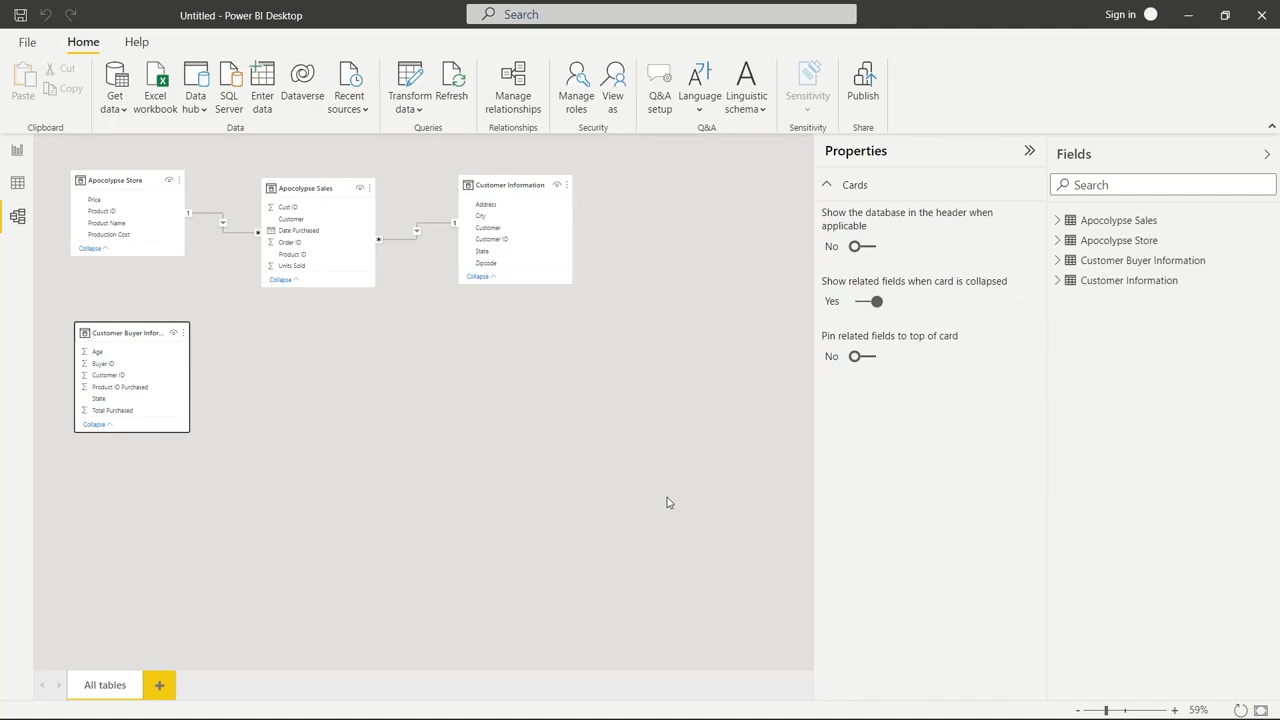 Untitled - Power BI Desktop
Search
Sign in
File
Home
Help
Paste
Cut
Copy
Clipboard
Get data
Excel workbook
Data hub
SQL Server
Enter data
Dataverse
Recent sources
Data
Transform data
Refresh
Queries
Manage relationships
Relationships
Manage roles
View as
Security
Q&A setup
Language
Linguistic schema
Q&A
Sensitivity
Sensitivity
Publish
Share
Apocolypse Store
Price
Product ID
Product Name
Production Cost
Collapse
1
*
Apocolypse Sales
Cust ID
Customer
Date Purchased
Order ID
Product ID
Units Sold
Collapse
*
1
Customer Information
Address
City
Customer
Customer ID
State
Zipcode
Collapse
Customer Buyer Infor...
Age
Buyer ID
Customer ID
Product ID Purchased
State
Total Purchased
Collapse
Properties
Cards
Show the database in the header when
applicable
No
Show related fields when card is collapsed
Yes
Pin related fields to top of card
No
Fields
Search
Apocolypse Sales
Apocolypse Store
Customer Buyer Information
Customer Information
All tables
59%